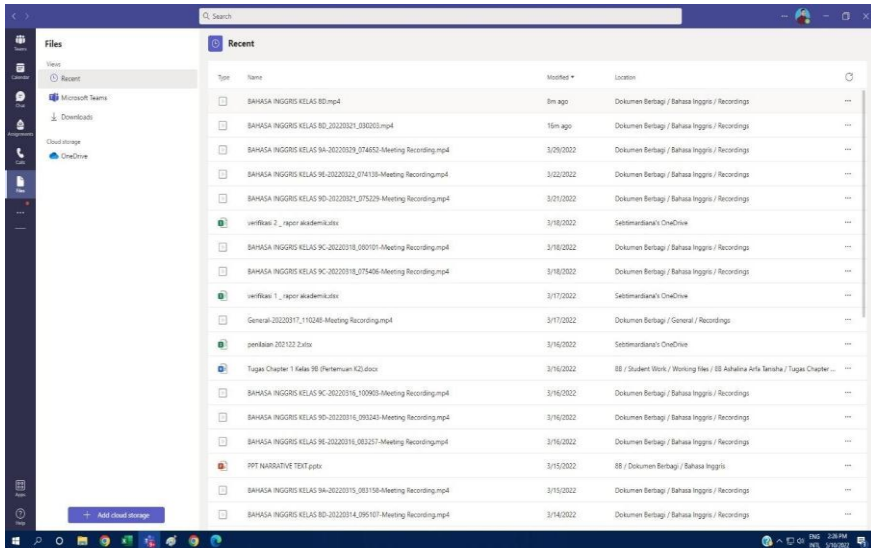 Search
Teams
Calendar
Chat
Assignments
Calls
Files
Apps
Help
Files
Views
Recent
Microsoft Teams
Downloads
Cloud storage
OneDrive
Add cloud storage
Recent
Type Name Modified Location
BAHASA INGGRIS KELAS 8D.mp4 8m ago Dokumen Berbagi / Bahasa Inggris / Recordings
BAHASA INGGRIS KELAS 8D_20220321_030203.mp4 16m ago Dokumen Berbagi / Bahasa Inggris / Recordings
BAHASA INGGRIS KELAS 9A-20220329_074652-Meeting Recording.mp4 3/29/2022 Dokumen Berbagi / Bahasa Inggris / Recordings
BAHASA INGGRIS KELAS 9E-20220322_074138-Meeting Recording.mp4 3/22/2022 Dokumen Berbagi / Bahasa Inggris / Recordings
BAHASA INGGRIS KELAS 9D-20220321_075229-Meeting Recording.mp4 3/21/2022 Dokumen Berbagi / Bahasa Inggris / Recordings
verifikasi 2 _ rapor akademik.xlsx 3/18/2022 Sebtimardiana's OneDrive
BAHASA INGGRIS KELAS 9C-20220318_080101-Meeting Recording.mp4 3/18/2022 Dokumen Berbagi / Bahasa Inggris / Recordings
BAHASA INGGRIS KELAS 9C-20220318_075406-Meeting Recording.mp4 3/18/2022 Dokumen Berbagi / Bahasa Inggris / Recordings
verifikasi 1 _ rapor akademik.xlsx 3/17/2022 Sebtimardiana's OneDrive
General-20220317_110248-Meeting Recording.mp4 3/17/2022 Dokumen Berbagi / General / Recordings
penilaian 202122 2.xlsx 3/16/2022 Sebtimardiana's OneDrive
Tugas Chapter 1 Kelas 9B (Pertemuan K2).docx 3/16/2022 8B / Student Work / Working files / 8B Ashalina Arfa Tanisha / Tugas Chapter ...
BAHASA INGGRIS KELAS 9C-20220316_100903-Meeting Recording.mp4 3/16/2022 Dokumen Berbagi / Bahasa Inggris / Recordings
BAHASA INGGRIS KELAS 9D-20220316_093243-Meeting Recording.mp4 3/16/2022 Dokumen Berbagi / Bahasa Inggris / Recordings
BAHASA INGGRIS KELAS 9E-20220316_083257-Meeting Recording.mp4 3/16/2022 Dokumen Berbagi / Bahasa Inggris / Recordings
PPT NARRATIVE TEXT.pptx 3/15/2022 8B / Dokumen Berbagi / Bahasa Inggris
BAHASA INGGRIS KELAS 9A-20220315_083158-Meeting Recording.mp4 3/15/2022 Dokumen Berbagi / Bahasa Inggris / Recordings
BAHASA INGGRIS KELAS 8D-20220314_095107-Meeting Recording.mp4 3/14/2022 Dokumen Berbagi / Bahasa Inggris / Recordings
ENG 2:26 PM
INTL 5/10/2022